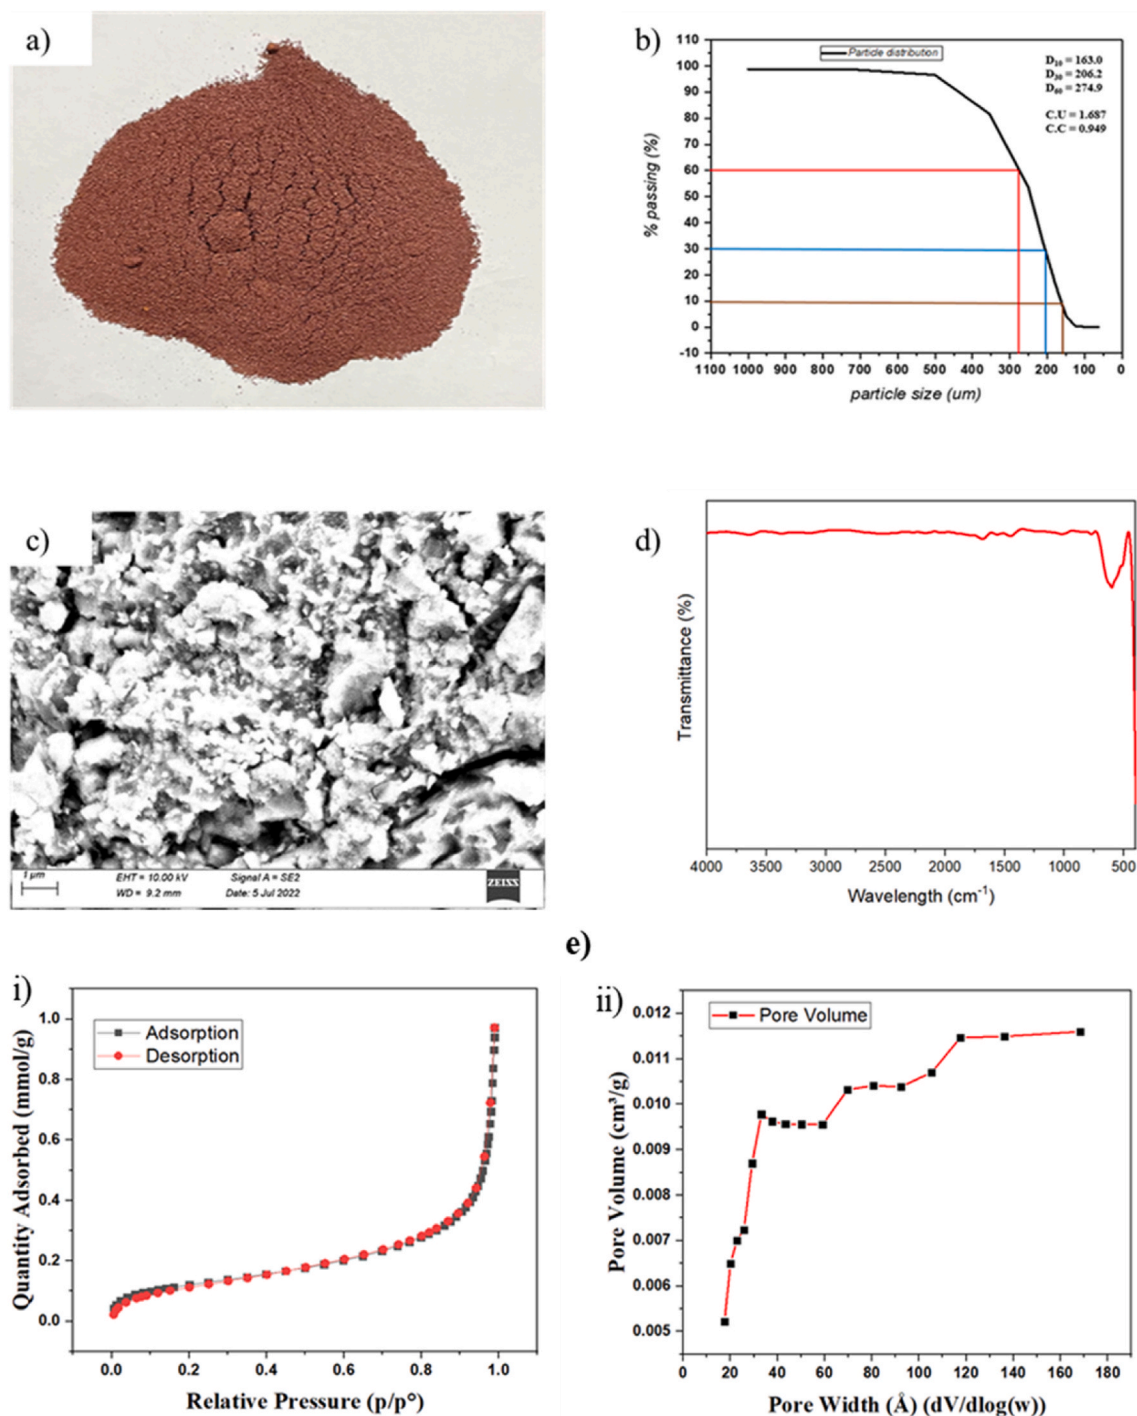 a)
b)
Particle distribution
D₁₀ = 163.0
D₃₀ = 206.2
D₆₀ = 274.9
C.U = 1.687
C.C = 0.949
110
100
90
80
70
60
50
40
30
20
10
0
-10
% passing (%)
1100 1000 900 800 700 600 500 400 300 200 100 0
particle size (um)
c)
1 µm
EHT = 10.00 kV Signal A = SE2
WD = 9.2 mm Date: 5 Jul 2022
ZEISS
d)
Transmittance (%)
4000 3500 3000 2500 2000 1500 1000 500
Wavelength (cm⁻¹)
e)
i)
Adsorption
Desorption
1.0
0.8
0.6
0.4
0.2
0.0
Quantity Adsorbed (mmol/g)
0.0 0.2 0.4 0.6 0.8 1.0
Relative Pressure (p/p°)
ii)
Pore Volume
0.012
0.011
0.010
0.009
0.008
0.007
0.006
0.005
Pore Volume (cm³/g)
0 20 40 60 80 100 120 140 160 180
Pore Width (Å) (dV/dlog(w))